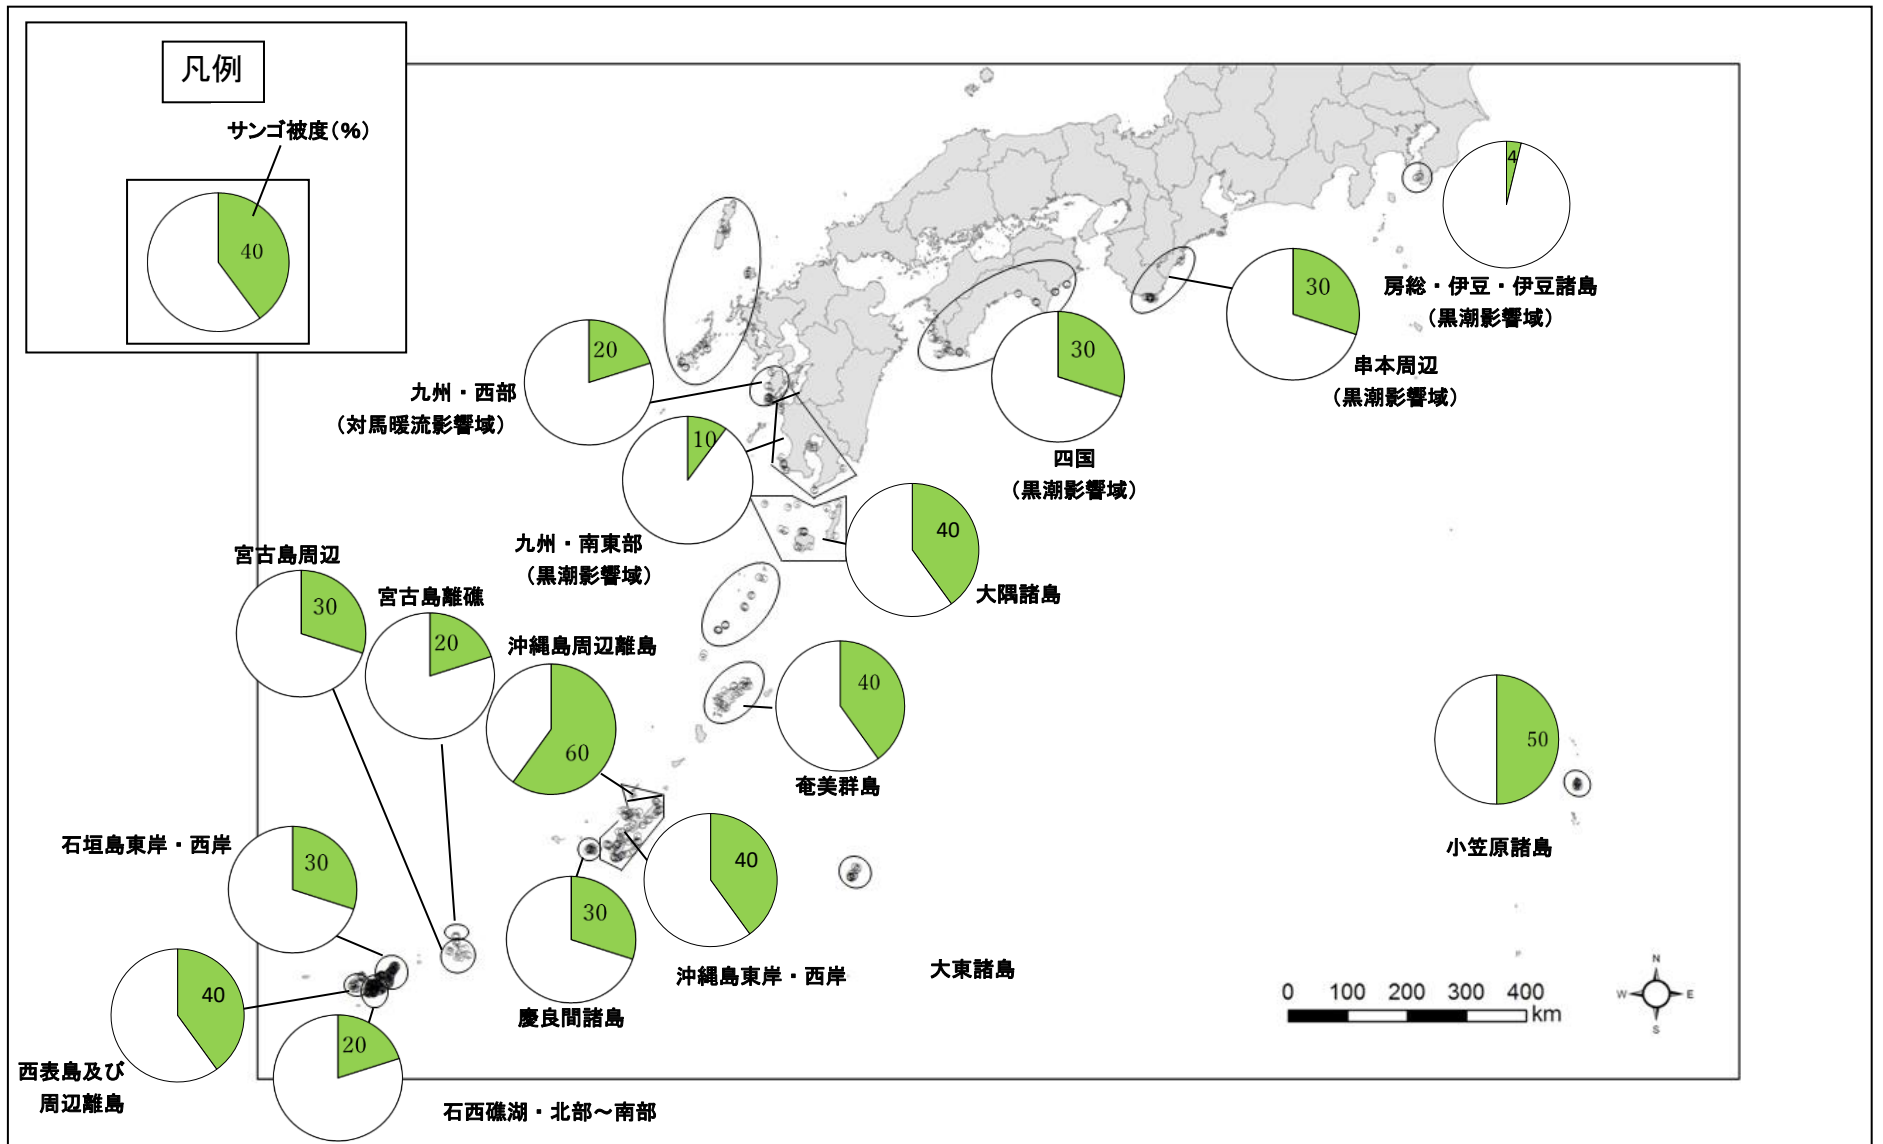 凡例
サンゴ被度(%)
40
4
房総・伊豆・伊豆諸島
(黒潮影響域)
30
串本周辺
(黒潮影響域)
30
四国
(黒潮影響域)
20
九州・西部
(対馬暖流影響域)
10
九州・南東部
(黒潮影響域)
40
大隅諸島
宮古島周辺
30
宮古島離礁
20
沖縄島周辺離島
60
40
奄美群島
50
小笠原諸島
石垣島東岸・西岸
30
40
沖縄島東岸・西岸
30
慶良間諸島
大東諸島
40
西表島及び
周辺離島
20
石西礁湖・北部～南部
0 100 200 300 400
km
N
W E
S